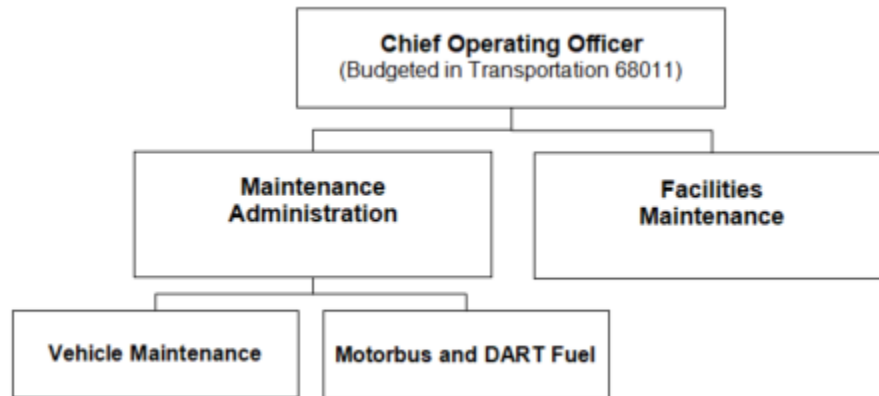 Chief Operating Officer
(Budgeted in Transportation 68011)
Maintenance
Administration
Facilities
Maintenance
Vehicle Maintenance
Motorbus and DART Fuel